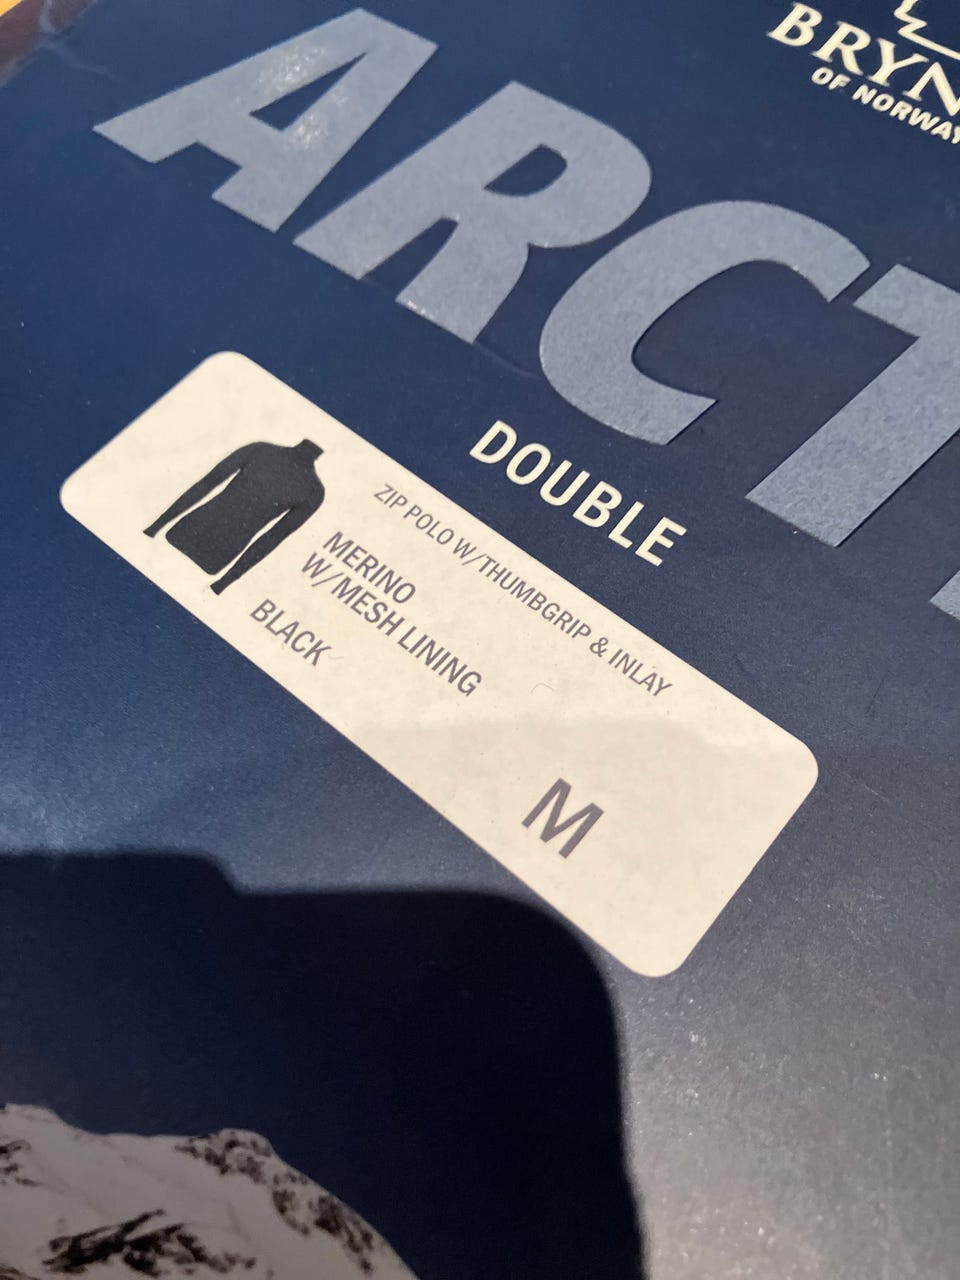 BRYN
OF NORWAY
ARCT
DOUBLE
ZIP POLO W/THUMBGRIP & INLAY
MERINO
W/MESH LINING
BLACK
M